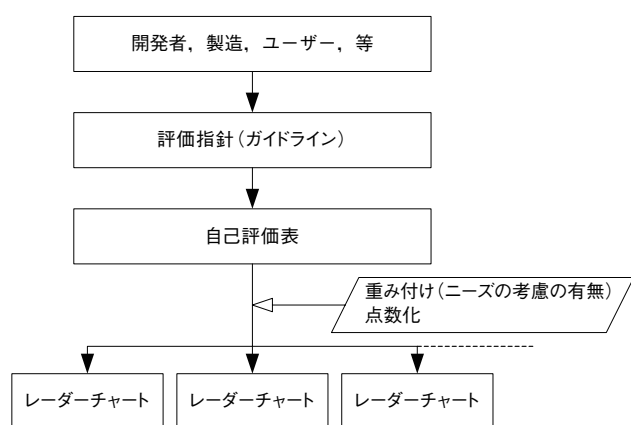 開発者，製造，ユーザー，等
評価指針（ガイドライン）
自己評価表
重み付け（ニーズの考慮の有無）
点数化
レーダーチャート
レーダーチャート
レーダーチャート